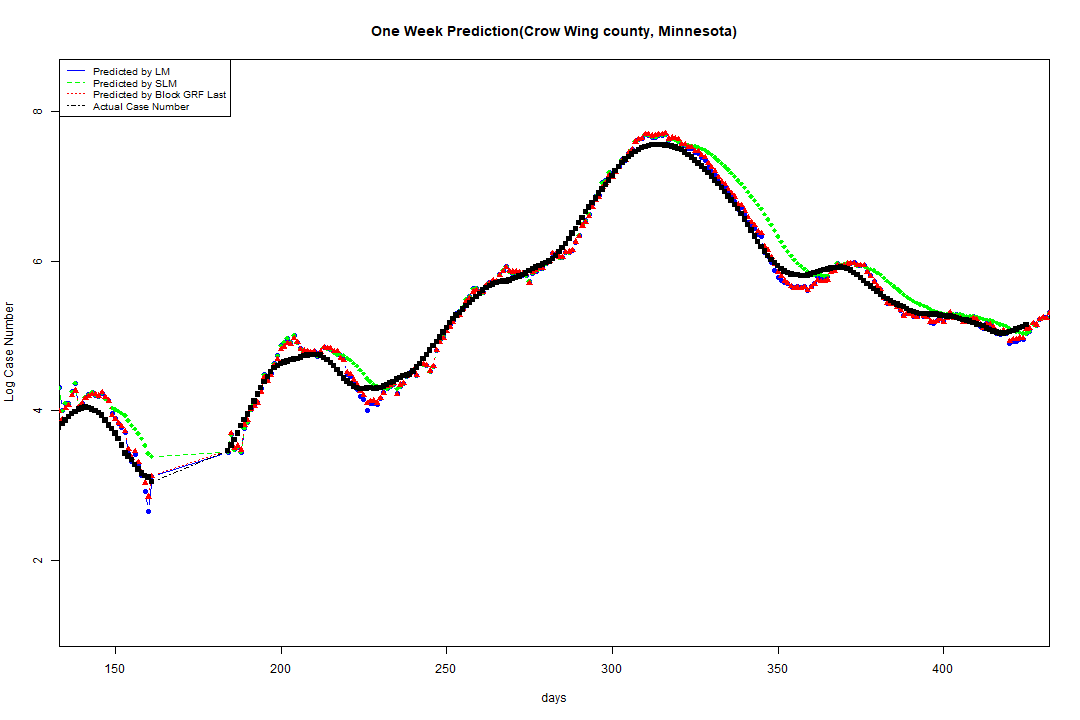 One Week Prediction(Crow Wing county, Minnesota)
Predicted by LM
Predicted by SLM
Predicted by Block GRF Last
Actual Case Number
8
6
4
2
Log Case Number
150 200 250 300 350 400
days